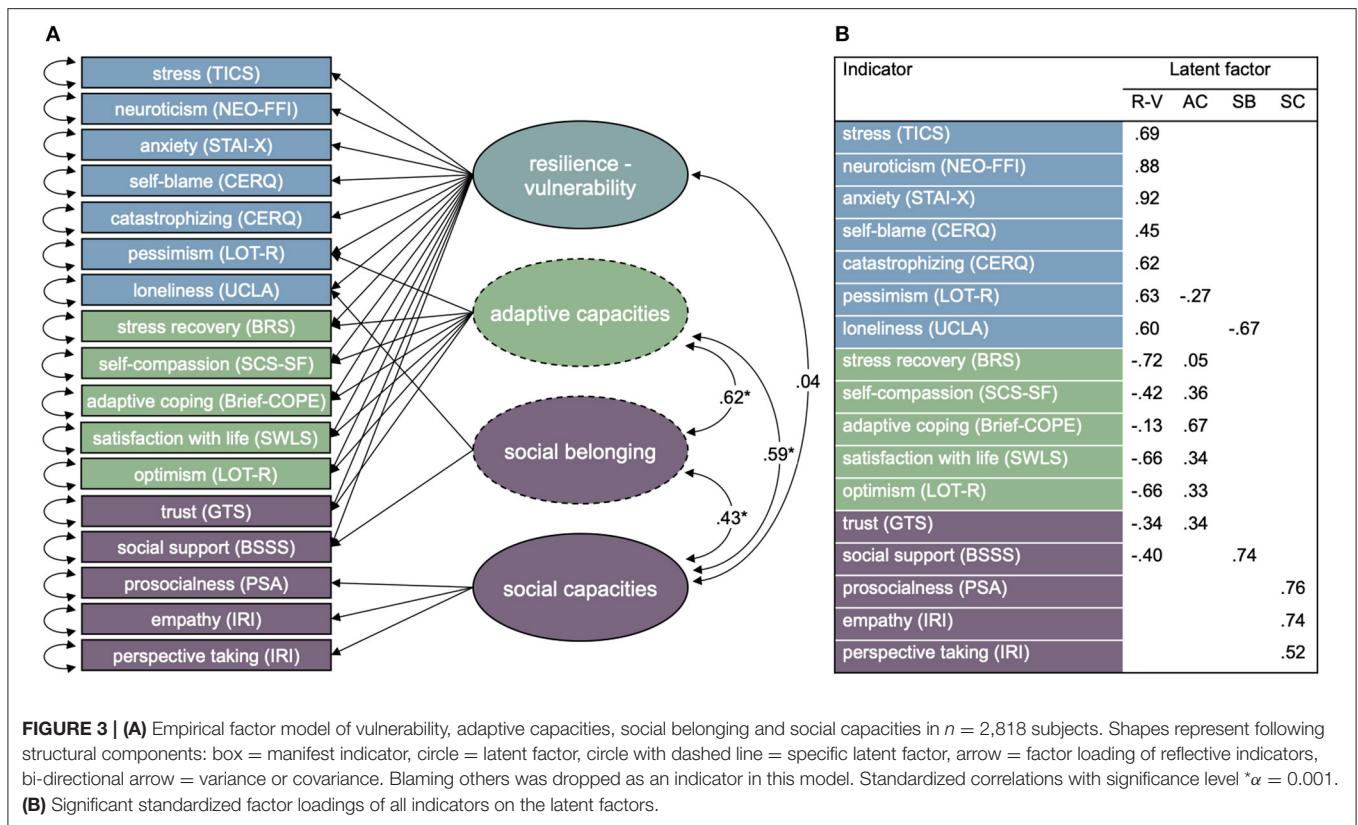 A
stress (TICS)
neuroticism (NEO-FFI)
anxiety (STAI-X)
self-blame (CERQ)
catastrophizing (CERQ)
pessimism (LOT-R)
loneliness (UCLA)
stress recovery (BRS)
self-compassion (SCS-SF)
adaptive coping (Brief-COPE)
satisfaction with life (SWLS)
optimism (LOT-R)
trust (GTS)
social support (BSSS)
prosocialness (PSA)
empathy (IRI)
perspective taking (IRI)
resilience -
vulnerability
adaptive capacities
social belonging
social capacities
.04
.62*
.59*
.43*
B
Indicator Latent factor
R-V AC SB SC
stress (TICS) .69
neuroticism (NEO-FFI) .88
anxiety (STAI-X) .92
self-blame (CERQ) .45
catastrophizing (CERQ) .62
pessimism (LOT-R) .63 -.27
loneliness (UCLA) .60 -.67
stress recovery (BRS) -.72 .05
self-compassion (SCS-SF) -.42 .36
adaptive coping (Brief-COPE) -.13 .67
satisfaction with life (SWLS) -.66 .34
optimism (LOT-R) -.66 .33
trust (GTS) -.34 .34
social support (BSSS) -.40 .74
prosocialness (PSA) .76
empathy (IRI) .74
perspective taking (IRI) .52
FIGURE 3 | (A) Empirical factor model of vulnerability, adaptive capacities, social belonging and social capacities in n = 2,818 subjects. Shapes represent following
structural components: box = manifest indicator, circle = latent factor, circle with dashed line = specific latent factor, arrow = factor loading of reflective indicators,
bi-directional arrow = variance or covariance. Blaming others was dropped as an indicator in this model. Standardized correlations with significance level *α = 0.001.
(B) Significant standardized factor loadings of all indicators on the latent factors.